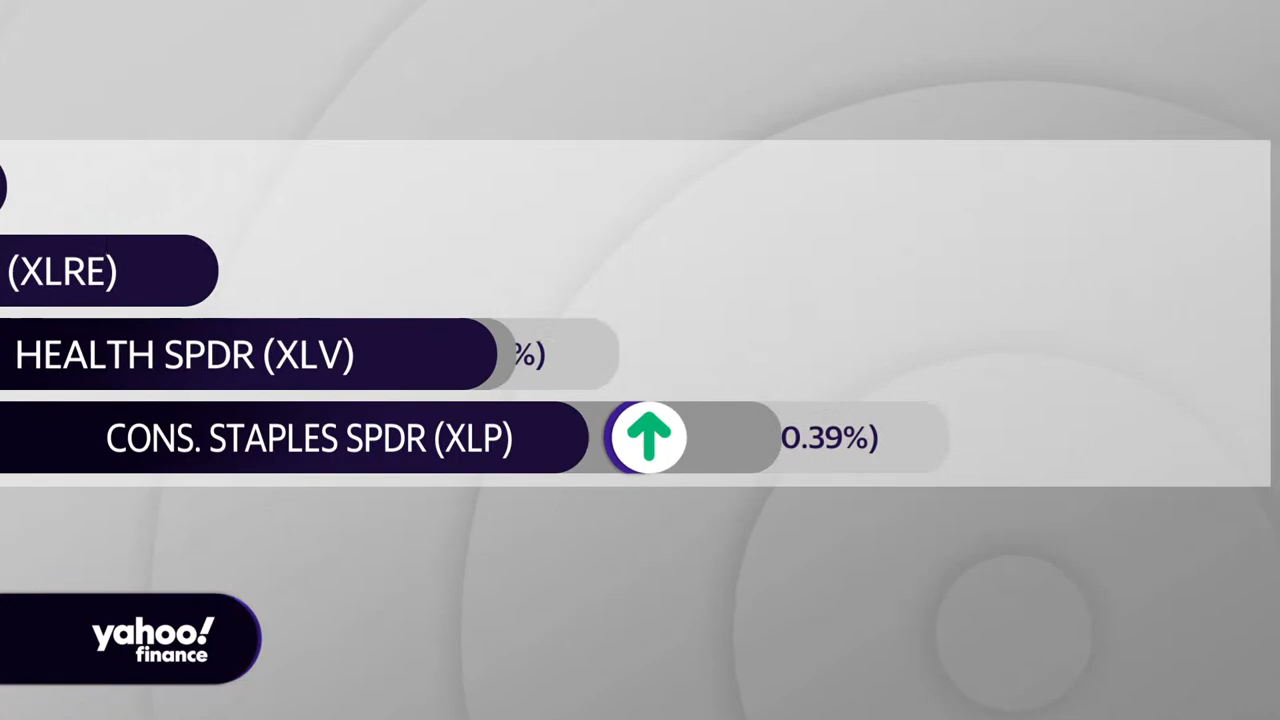 (XLRE)
HEALTH SPDR (XLV) %)
CONS. STAPLES SPDR (XLP) 0.39%)
yahoo!
finance